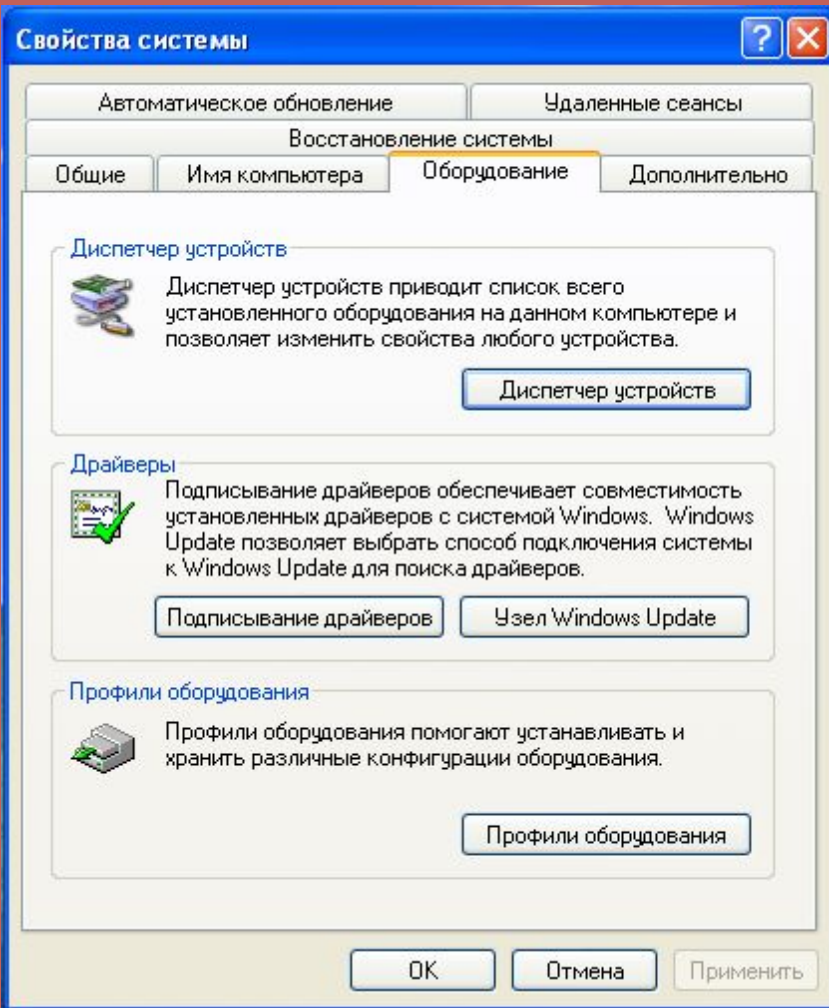 Свойства системы
Автоматическое обновление
Удаленные сеансы
Восстановление системы
Общие
Имя компьютера
Оборудование
Дополнительно
Диспетчер устройств
Диспетчер устройств приводит список всего
установленного оборудования на данном компьютере и
позволяет изменить свойства любого устройства.
Диспетчер устройств
Драйверы
Подписывание драйверов обеспечивает совместимость
установленных драйверов с системой Windows. Windows
Update позволяет выбрать способ подключения системы
к Windows Update для поиска драйверов.
Подписывание драйверов
Узел Windows Update
Профили оборудования
Профили оборудования помогают устанавливать и
хранить различные конфигурации оборудования.
Профили оборудования
OK
Отмена
Применить